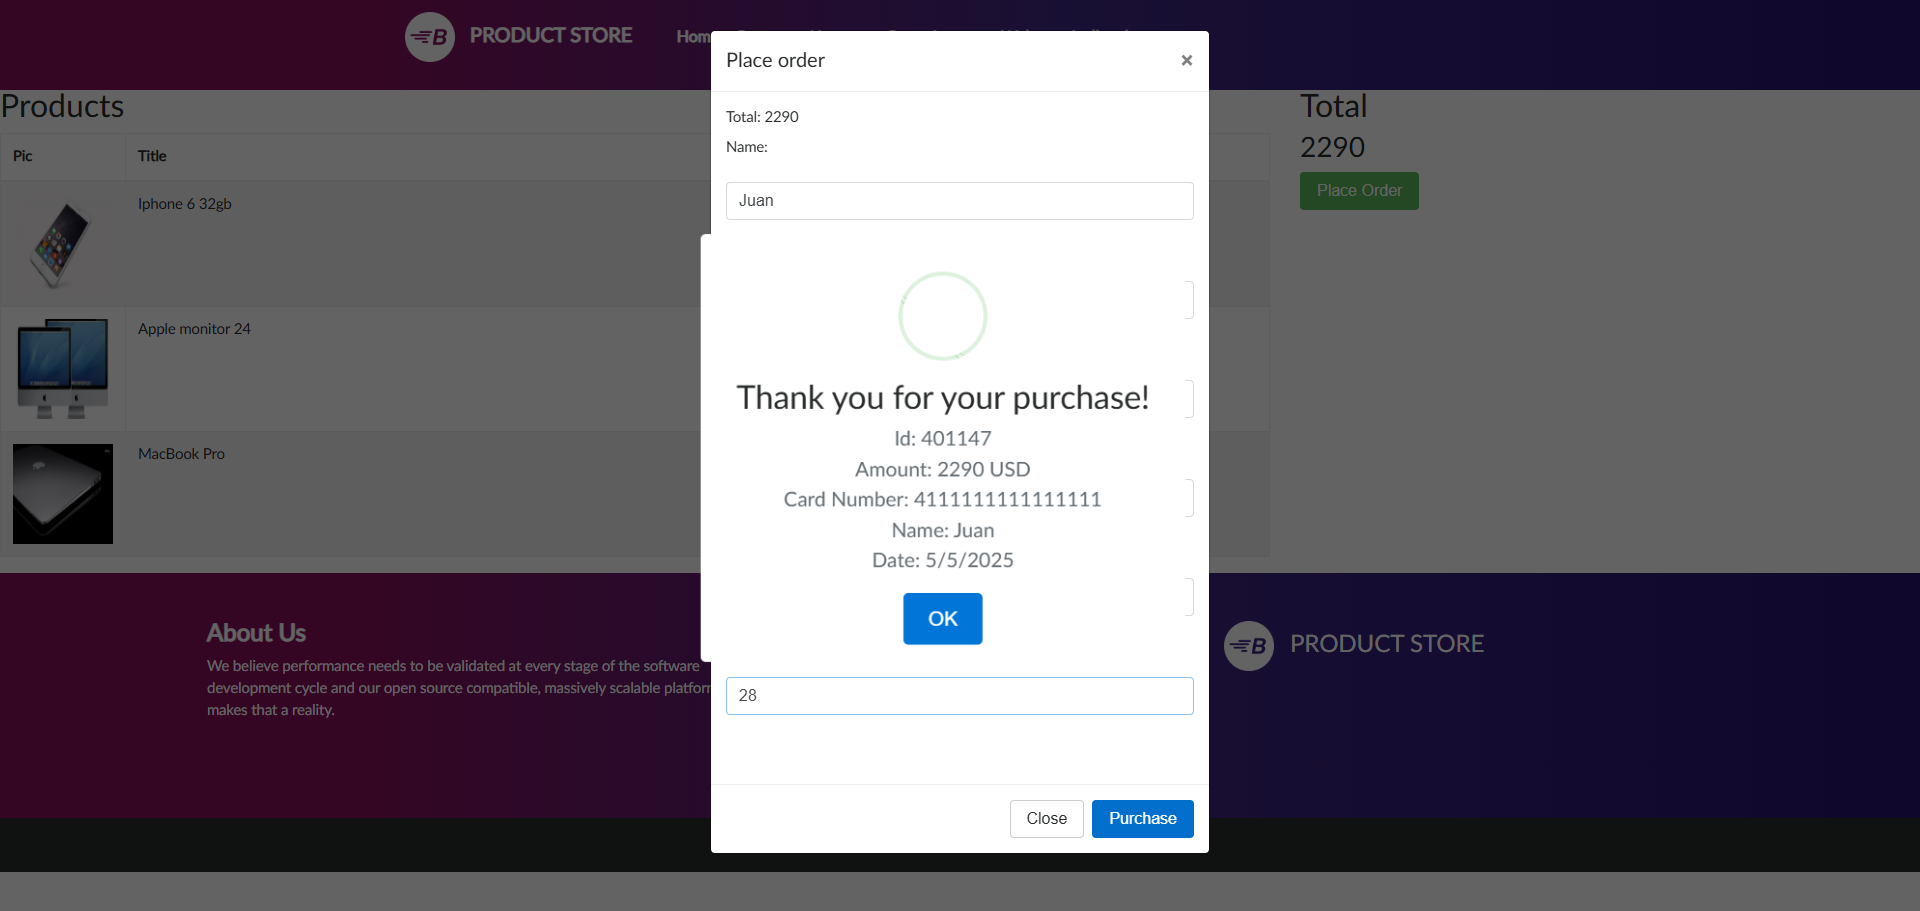 PRODUCT STORE
Place order
×
Products
Total
Total: 2290
2290
Name:
Pic
Title
Place Order
Juan
Iphone 6 32gb
Apple monitor 24
Thank you for your purchase!
Id: 401147
Amount: 2290 USD
MacBook Pro
Card Number: 4111111111111111
Name: Juan
Date: 5/5/2025
OK
About Us
We believe performance needs to be validated at every stage of the software
development cycle and our open source compatible, massively scalable
makes that a reality.
B PRODUCT STORE
28
Close
Purchase